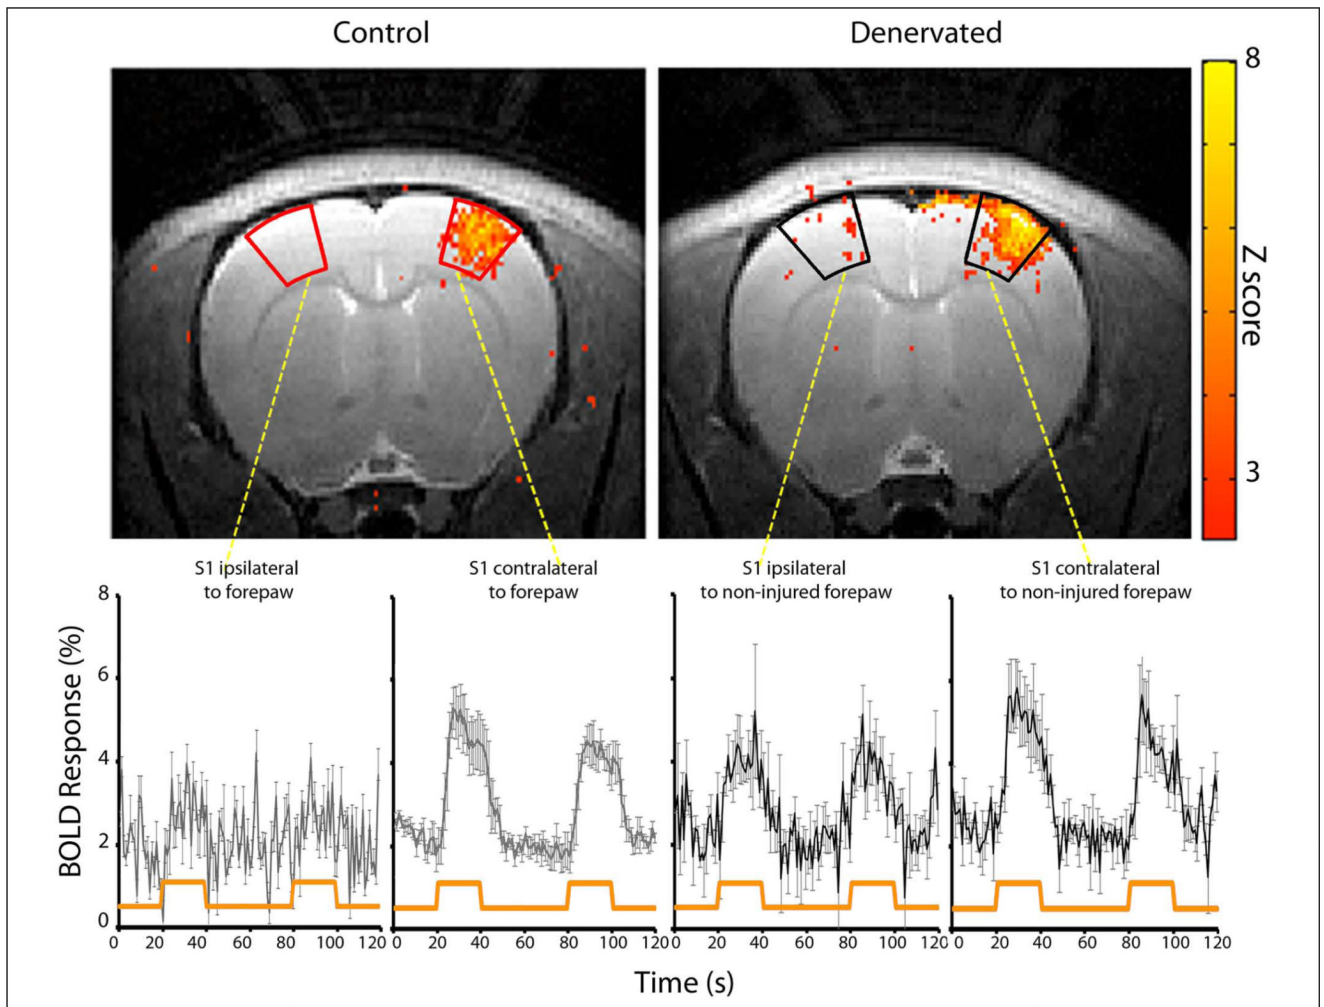 Control
Denervated
8
Z score
3
S1 ipsilateral
to forepaw
S1 contralateral
to forepaw
S1 ipsilateral
to non-injured forepaw
S1 contralateral
to non-injured forepaw
BOLD Response (%)
8
6
4
2
0
0 20 40 60 80 100 120
0 20 40 60 80 100 120
0 20 40 60 80 100 120
0 20 40 60 80 100 120
Time (s)